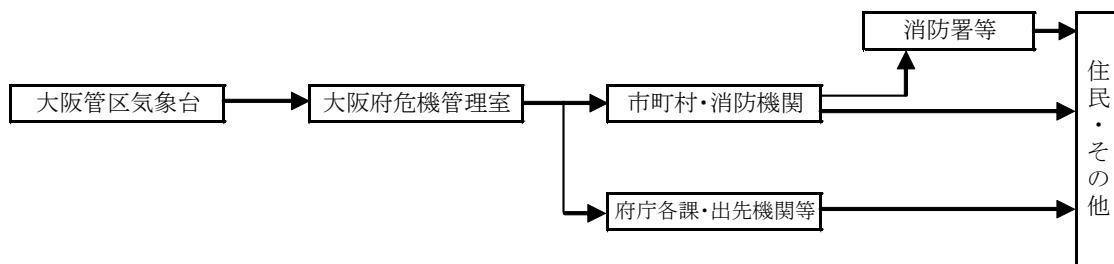 消防署等
大阪管区気象台
大阪府危機管理室
市町村・消防機関
府庁各課・出先機関等
住民・その他